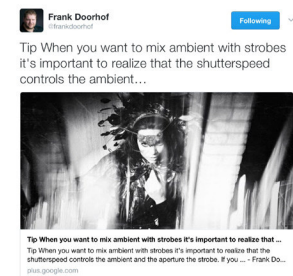 Frank Doorhof
@frankdoorhof
Following
Tip When you want to mix ambient with strobes
it's important to realize that the shutterspeed
controls the ambient…
Tip When you want to mix ambient with strobes it's important to realize that ...
Tip When you want to mix ambient with strobes it's important to realize that the
shutterspeed controls the ambient and the aperture the strobe. If you ... - Frank Do...
plus.google.com